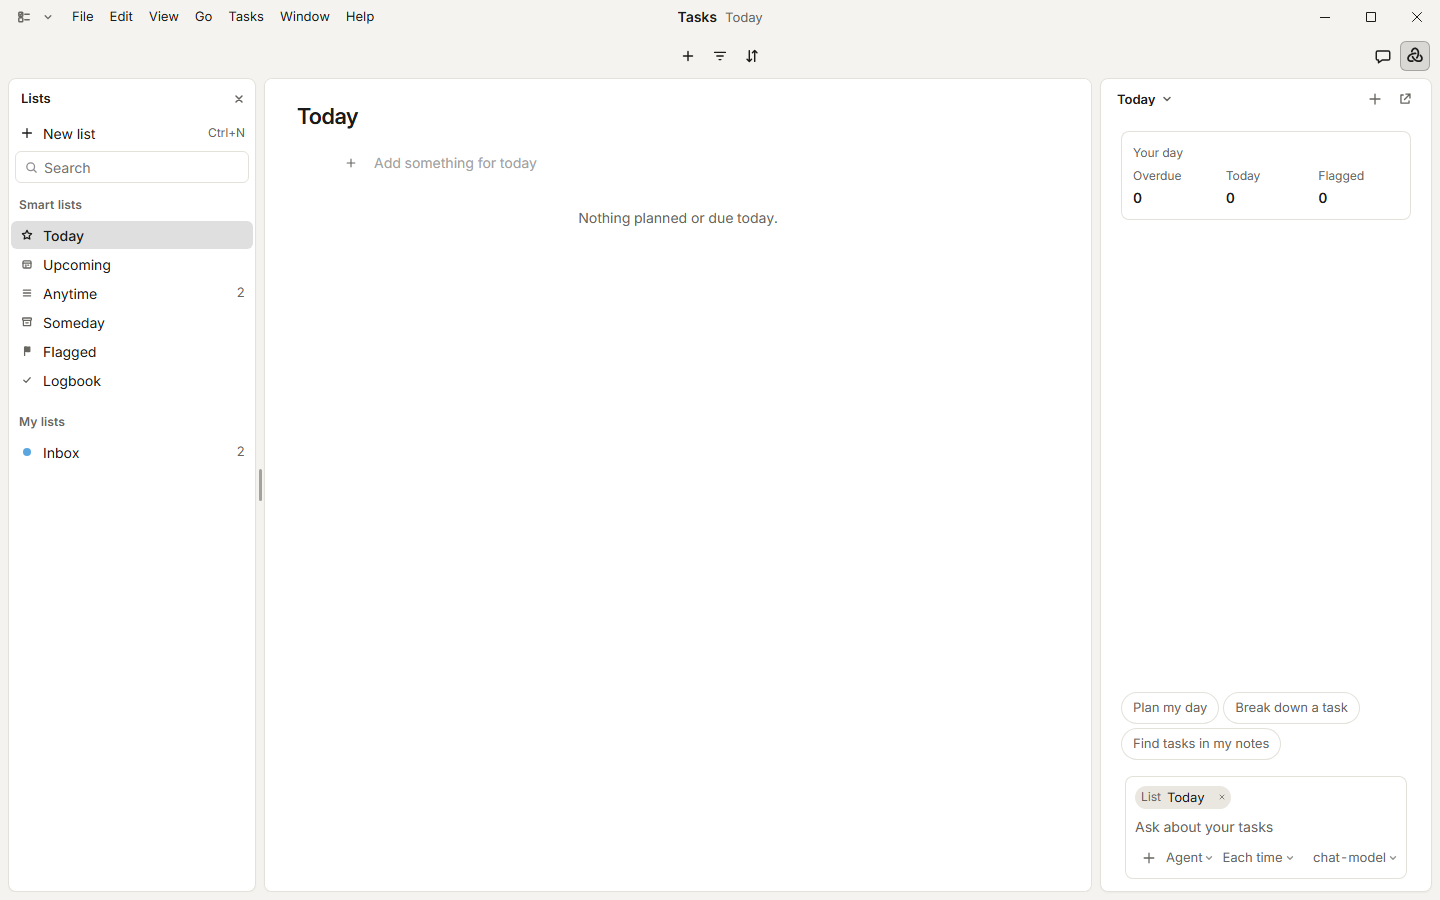 File Edit View Go Tasks Window Help
Tasks Today
Lists
New list Ctrl+N
Search
Smart lists
Today
Upcoming
Anytime 2
Someday
Flagged
Logbook
My lists
Inbox 2
Today
Add something for today
Nothing planned or due today.
Today
Your day
Overdue Today Flagged
0 0 0
Plan my day Break down a task
Find tasks in my notes
List Today
Ask about your tasks
Agent Each time chat-model